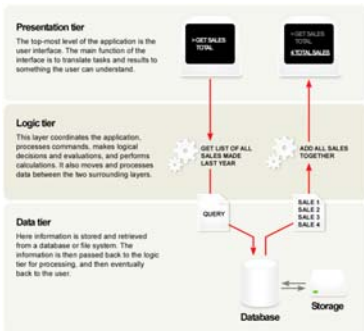 Presentation tier
The top-most level of the application is the
user interface. The main function of the
interface is to translate tasks and results to
something the user can understand.
>GET SALES
TOTAL
>GET SALES
TOTAL
4 TOTAL SALES
Logic tier
This layer coordinates the application,
processes commands, makes logical
decisions and evaluations, and performs
calculations. It also moves and processes
data between the two surrounding layers.
GET LIST OF ALL
SALES MADE
LAST YEAR
ADD ALL SALES
TOGETHER
QUERY
SALE 1
SALE 2
SALE 3
SALE 4
Data tier
Here information is stored and retrieved
from a database or file system. The
information is then passed back to the logic
tier for processing, and then eventually
back to the user.
Database
Storage